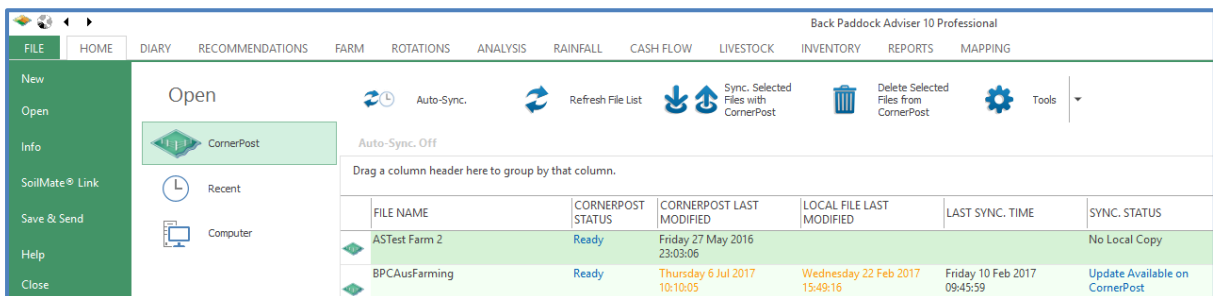 Back Paddock Adviser 10 Professional
FILE HOME DIARY RECOMMENDATIONS FARM ROTATIONS ANALYSIS RAINFALL CASH FLOW LIVESTOCK INVENTORY REPORTS MAPPING
New
Open
Info
SoilMate® Link
Save & Send
Help
Close
Open
CornerPost
Recent
Computer
Auto-Sync.
Refresh File List
Sync. Selected
Files with
CornerPost
Delete Selected
Files from
CornerPost
Tools
Auto-Sync. Off
Drag a column header here to group by that column.
FILE NAME
CORNERPOST
STATUS
CORNERPOST LAST
MODIFIED
LOCAL FILE LAST
MODIFIED
LAST SYNC. TIME
SYNC. STATUS
ASTest Farm 2
Ready
Friday 27 May 2016
23:03:06
No Local Copy
BPCAusFarming
Ready
Thursday 6 Jul 2017
10:10:05
Wednesday 22 Feb 2017
15:49:16
Friday 10 Feb 2017
09:45:59
Update Available on
CornerPost